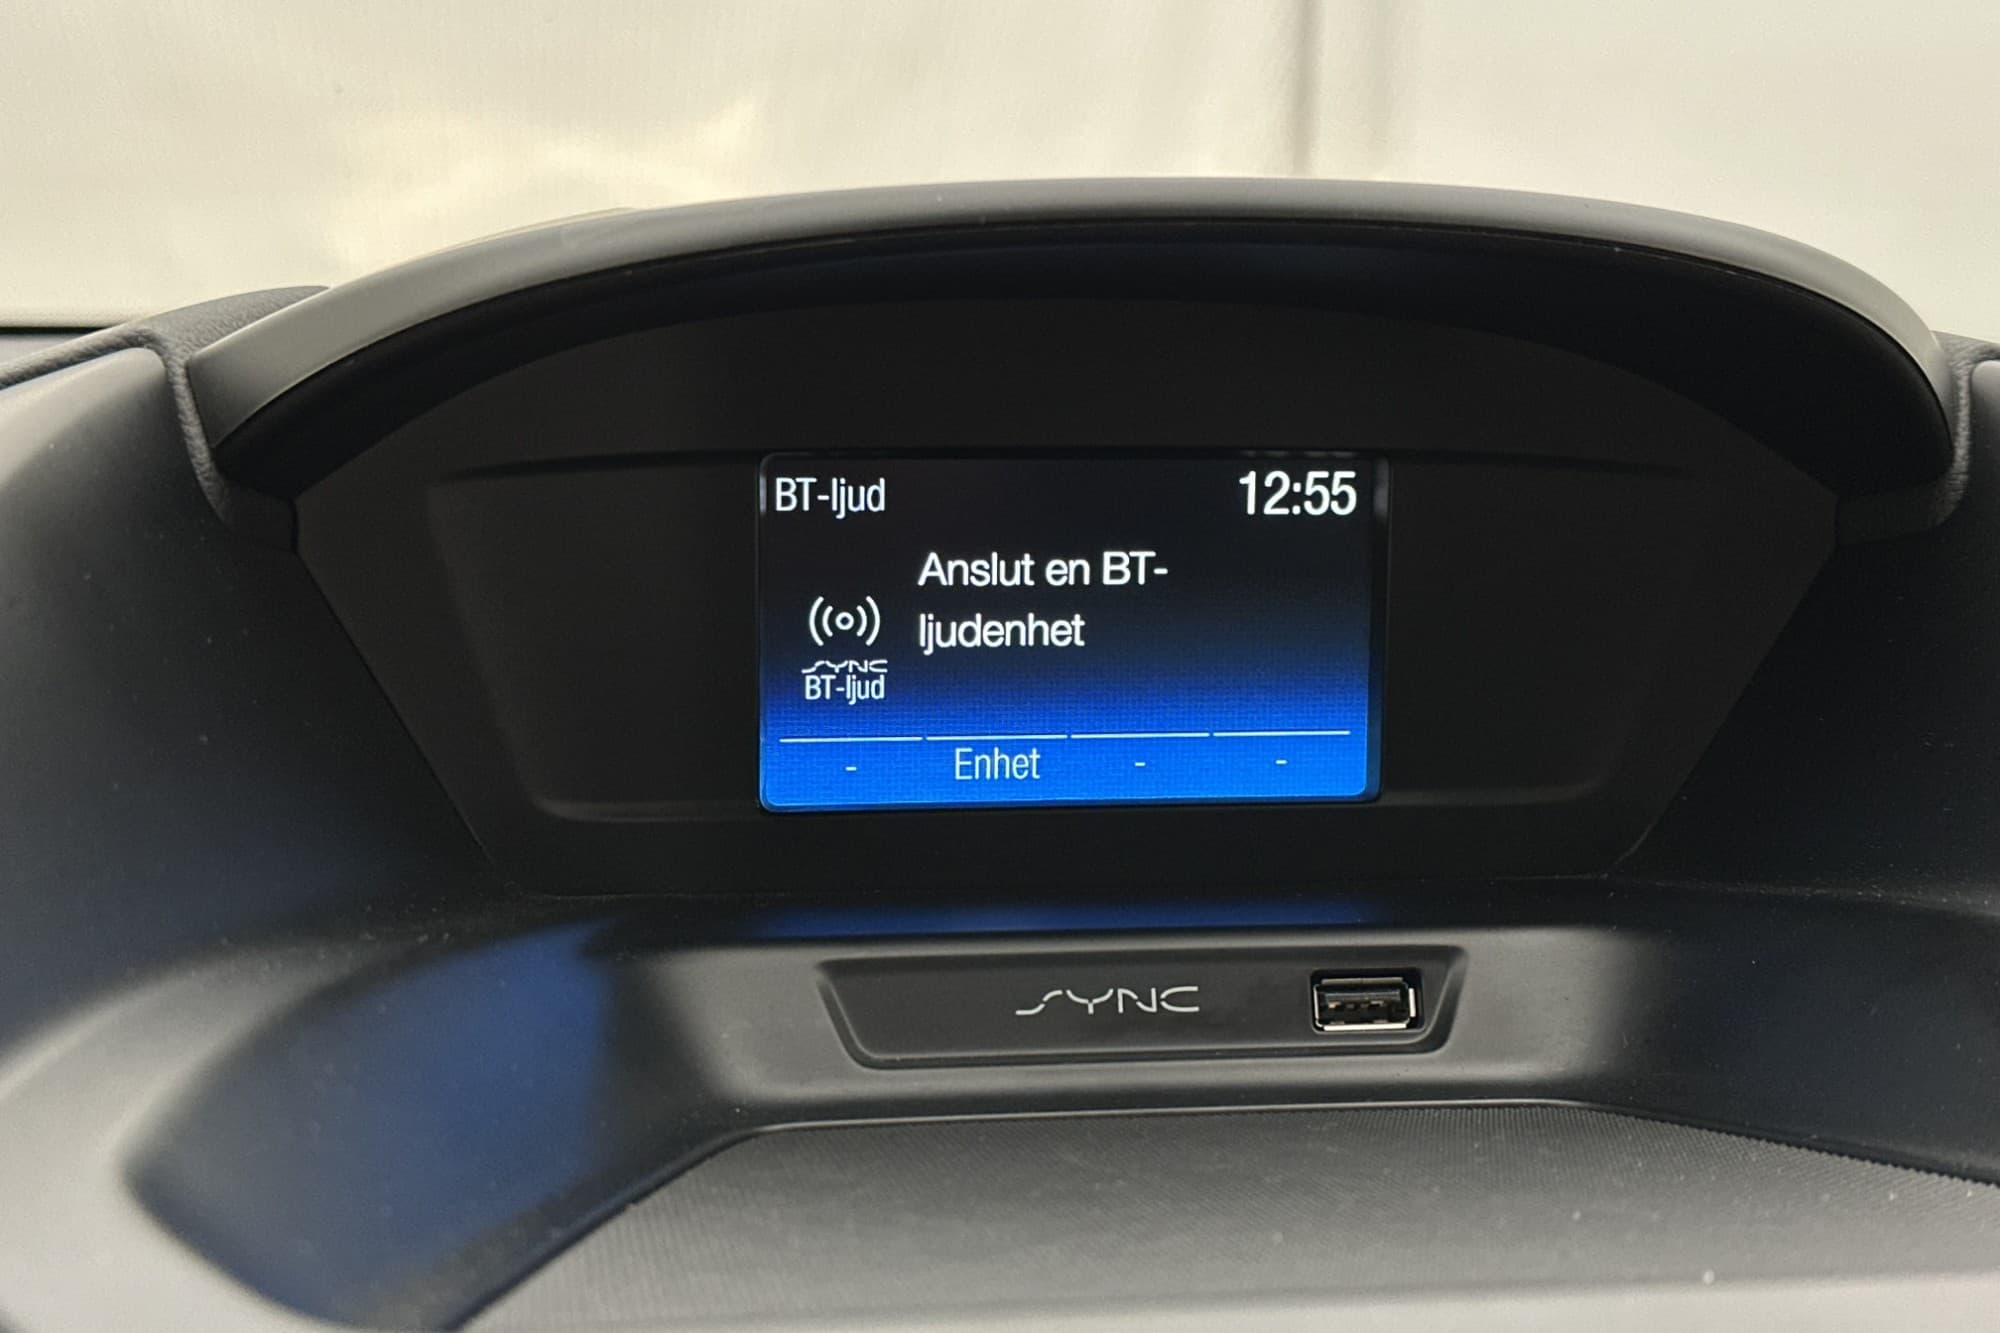 BT-ljud 12:55
Anslut en BT-
ljudenhet
SYNC
BT-ljud
- Enhet - -
SYNC